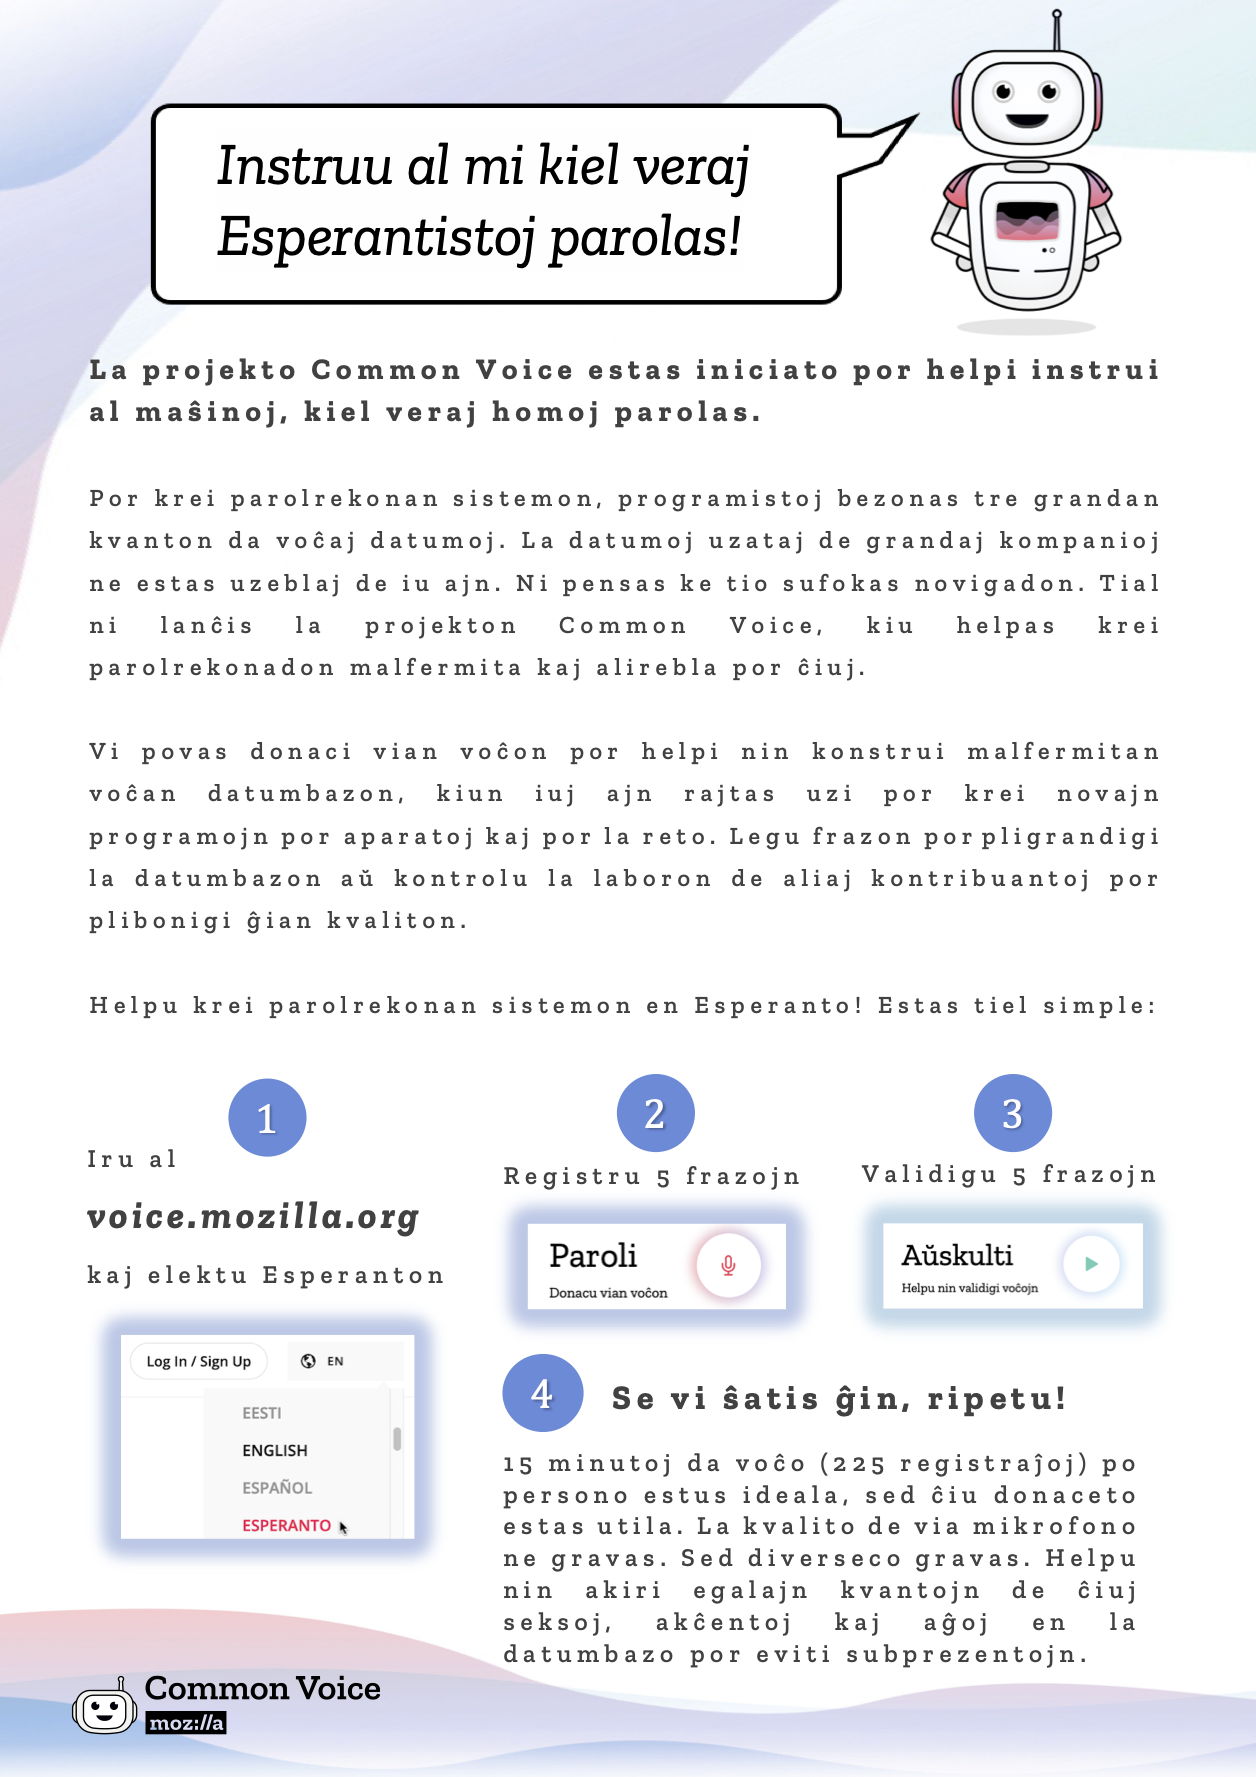 Instruu al mi kiel veraj
Esperantistoj parolas!
La projekto Common Voice estas iniciato por helpi instrui
al maŝinoj, kiel veraj homoj parolas.
Por krei parolrekonan sistemon, programistoj bezonas tre grandan
kvanton da voĉaj datumoj. La datumoj uzataj de grandaj kompanioj
ne estas uzeblaj de iu ajn. Ni pensas ke tio sufokas novigadon. Tial
ni lanĉis la projekton Common Voice, kiu helpas krei
parolrekonadon malfermita kaj alirebla por ĉiuj.
Vi povas donaci vian voĉon por helpi nin konstrui malfermitan
voĉan datumbazon, kiun iuj ajn rajtas uzi por krei novajn
programojn por aparatoj kaj por la reto. Legu frazon por pligrandigi
la datumbazon aŭ kontrolu la laboron de aliaj kontribuantoj por
plibonigi ĝian kvaliton.
Helpu krei parolrekonan sistemon en Esperanto! Estas tiel simple:
1
Iru al
voice.mozilla.org
kaj elektu Esperanton
Log In / Sign Up
EN
EESTI
ENGLISH
ESPAÑOL
ESPERANTO
2
Registru 5 frazojn
Paroli
Donacu vian voĉon
3
Validigu 5 frazojn
Aŭskulti
Helpu nin validigi voĉojn
4
Se vi ŝatis ĝin, ripetu!
15 minutoj da voĉo (225 registraĵoj) po
persono estus ideala, sed ĉiu donaceto
estas utila. La kvalito de via mikrofono
ne gravas. Sed diverseco gravas. Helpu
nin akiri egalajn kvantojn de ĉiuj
seksoj, akĉentoj kaj aĝoj en la
datumbazo por eviti subprezentojn.
Common Voice
moz://a